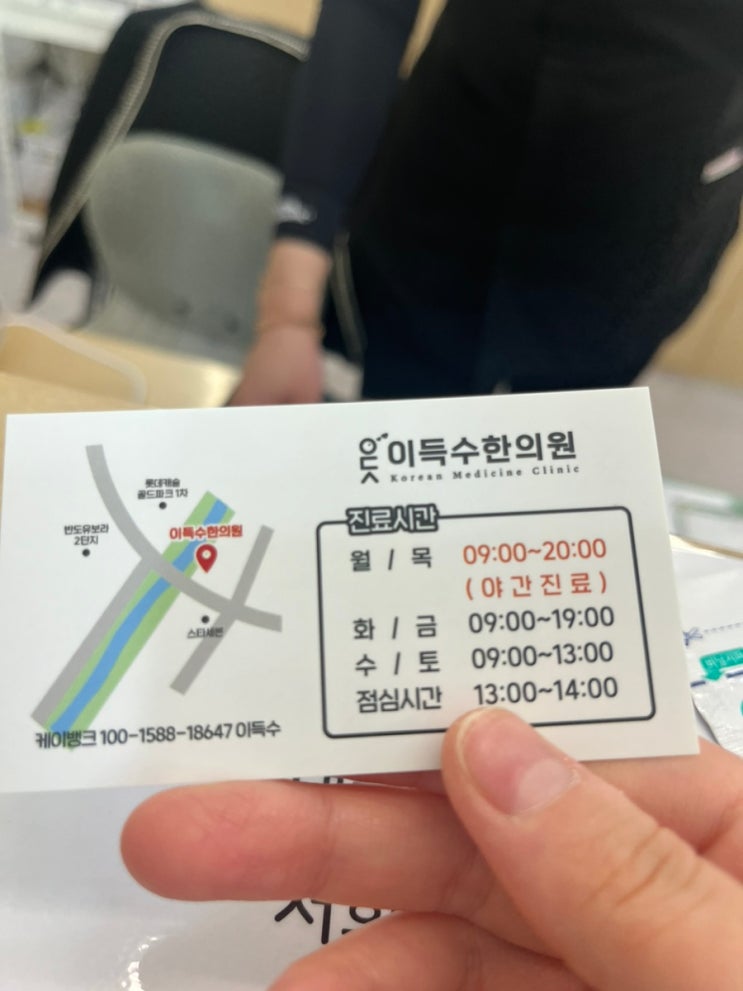 이득수한의원
Korean Medicine Clinic
롯데캐슬
골드파크 1차
반도유보라
2단지
이득수한의원
스타세븐
케이뱅크 100-1588-18647 이득수
진료시간
월 / 목 09:00~20:00
(야간진료)
화 / 금 09:00~19:00
수 / 토 09:00~13:00
점심시간 13:00~14:00